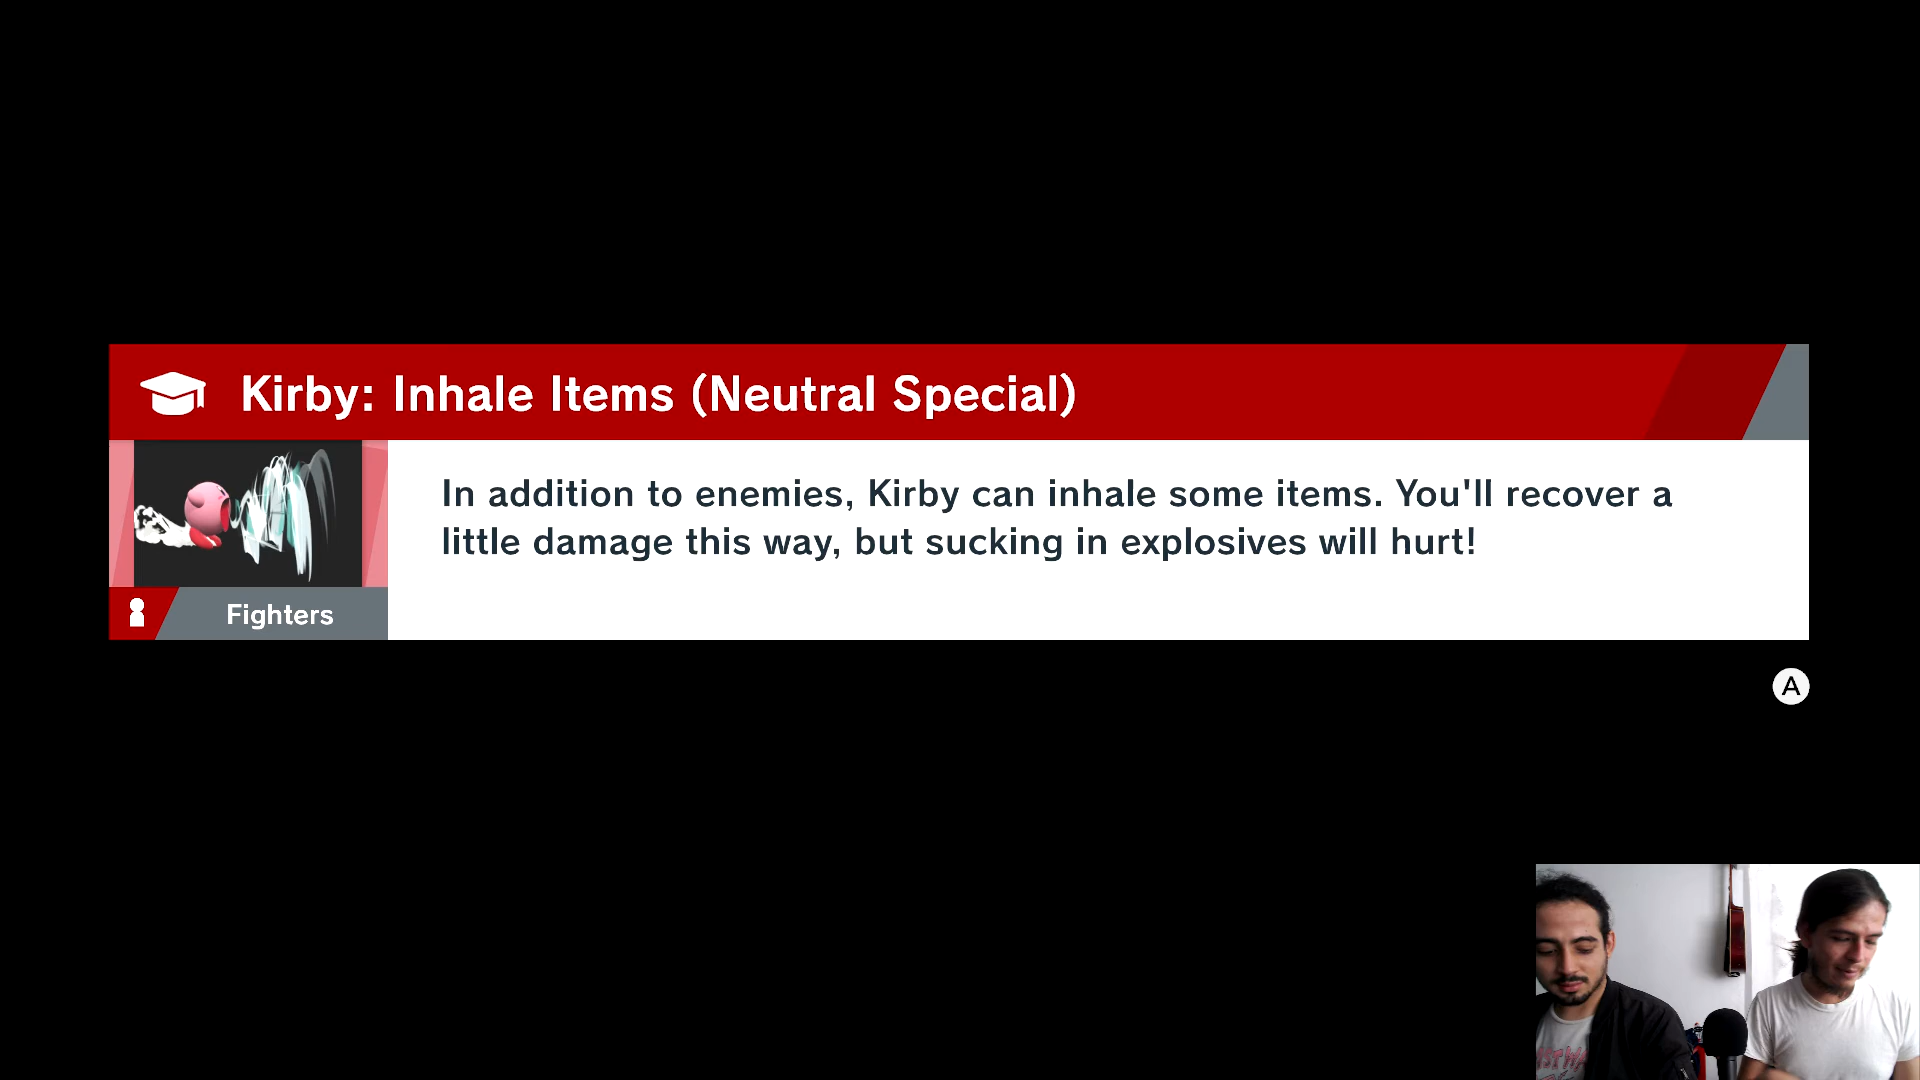 Kirby: Inhale Items (Neutral Special)
In addition to enemies, Kirby can inhale some items. You'll recover a
little damage this way, but sucking in explosives will hurt!
Fighters
A